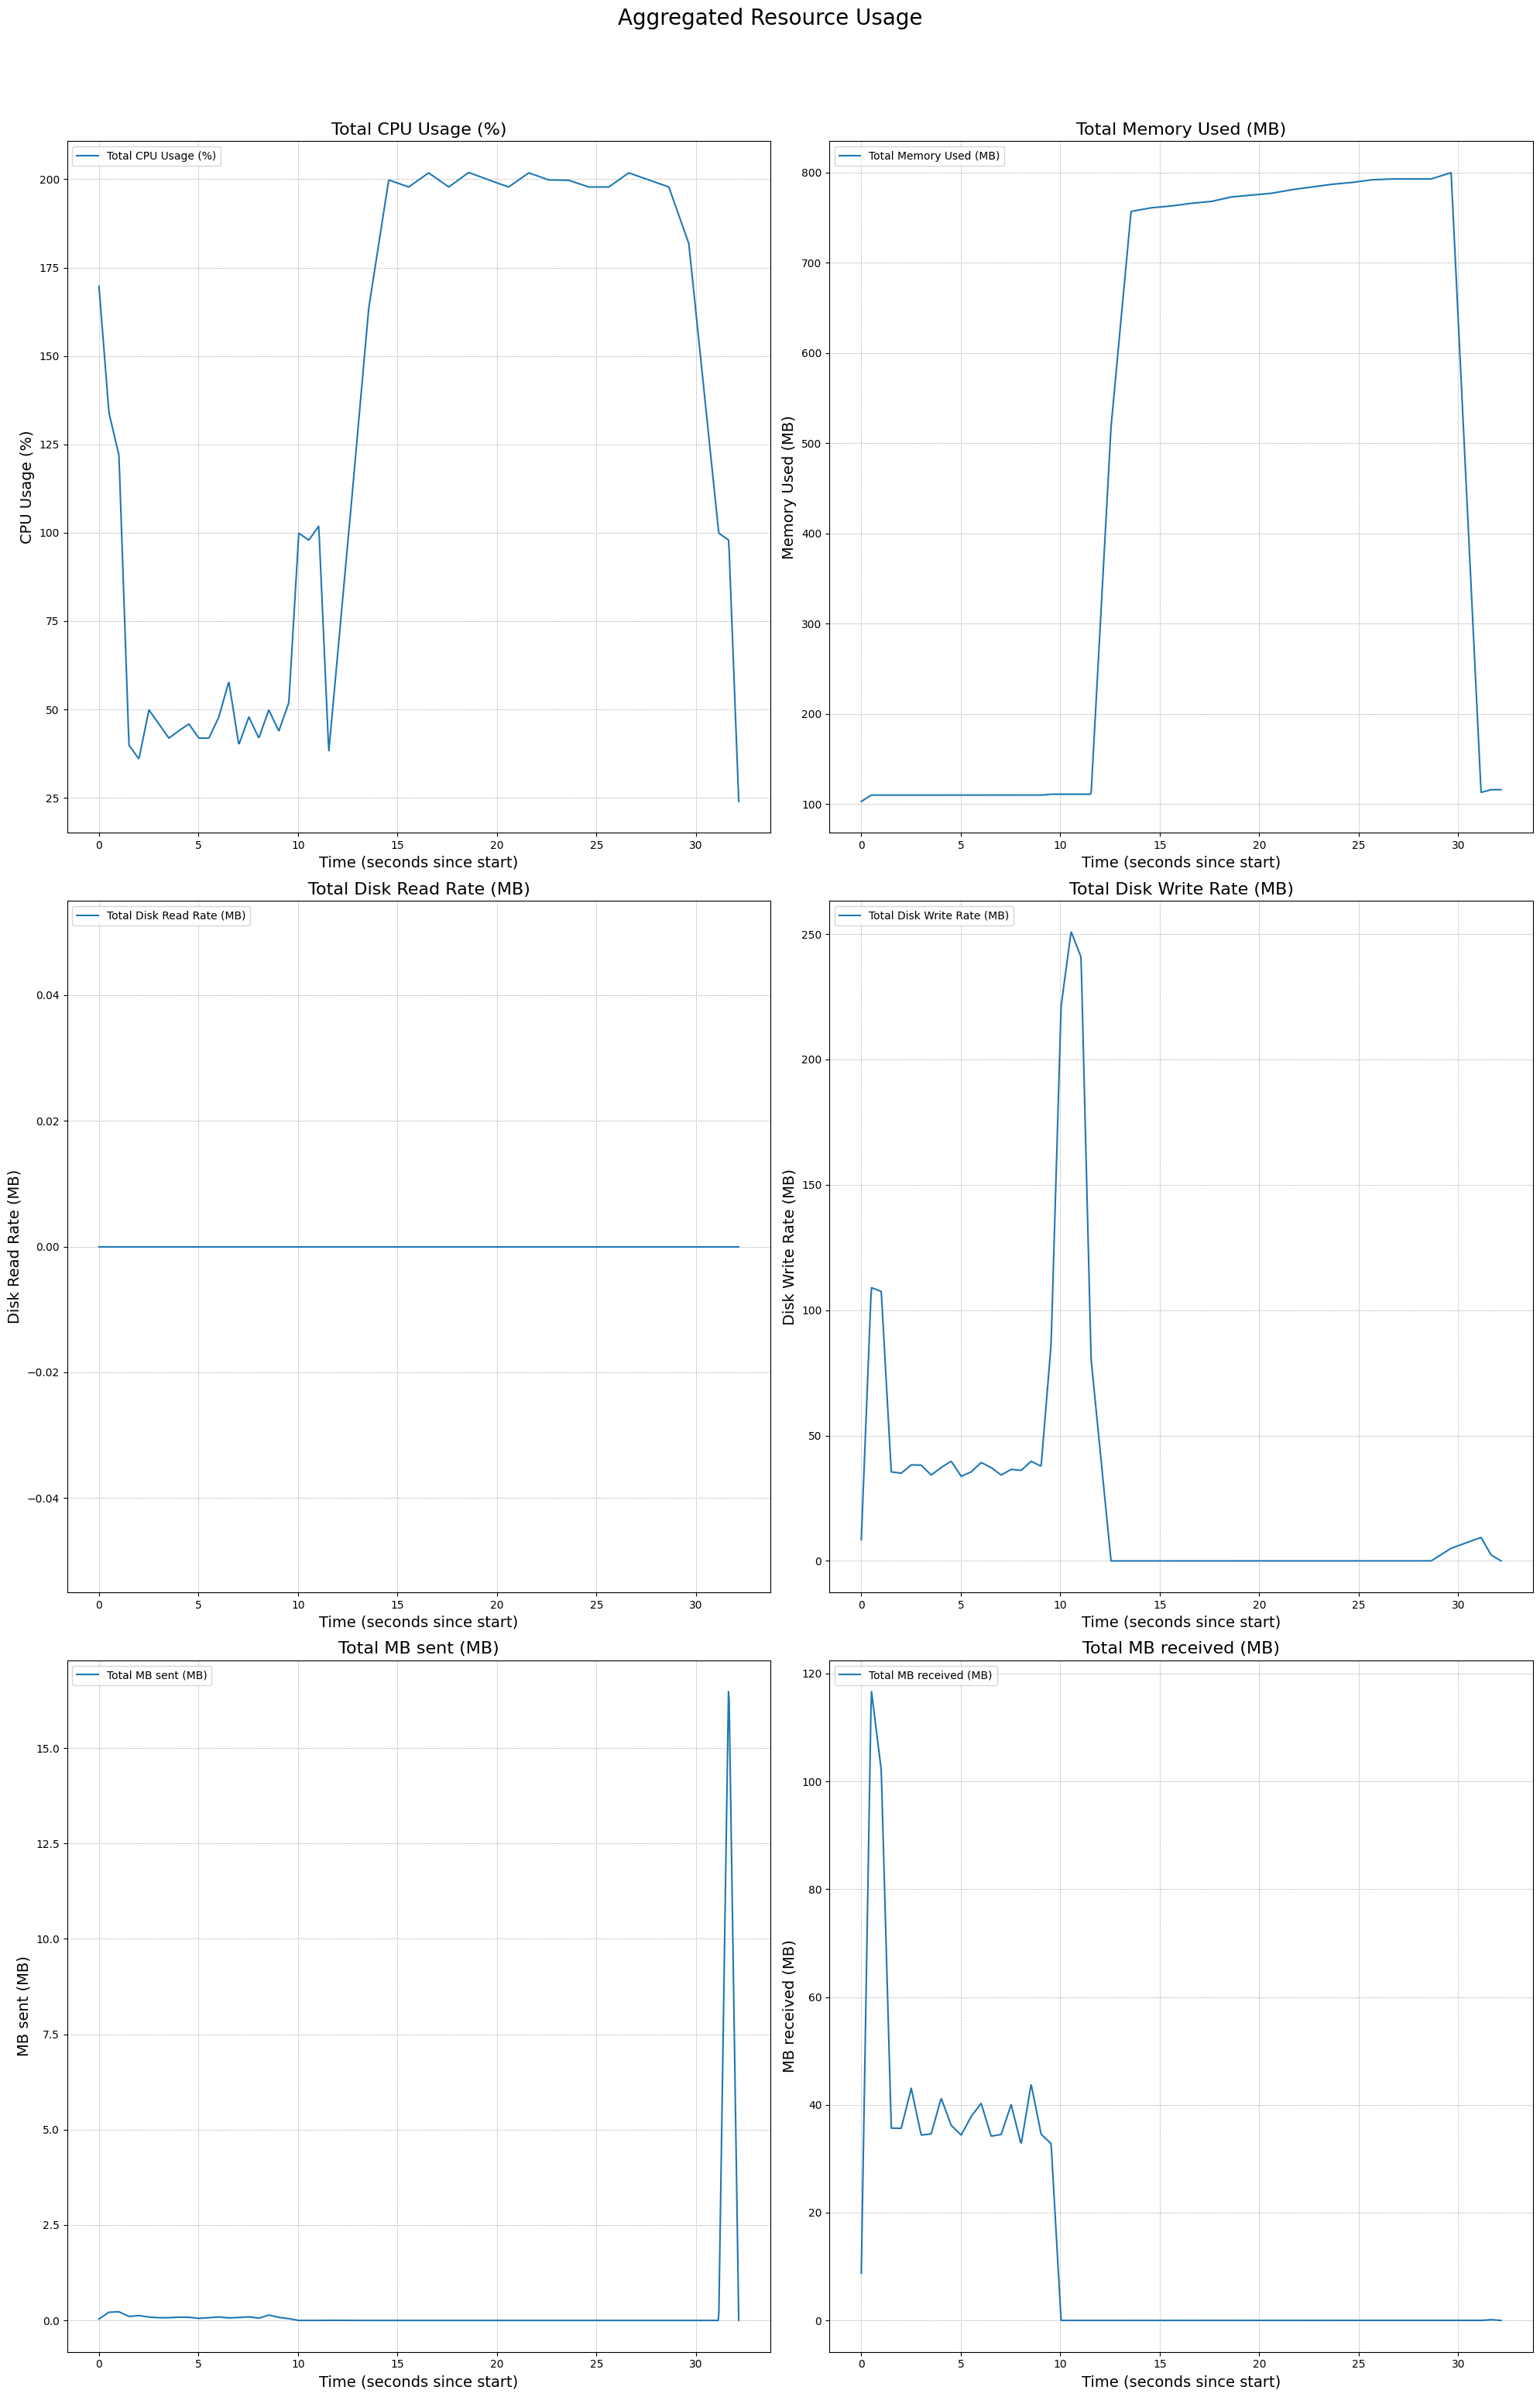 Aggregated Resource Usage
Total CPU Usage (%)
Total CPU Usage (%)
200
175
150
125
100
75
50
25
CPU Usage (%)
0 5 10 15 20 25 30
Time (seconds since start)
Total Memory Used (MB)
Total Memory Used (MB)
800
700
600
500
400
300
200
100
Memory Used (MB)
0 5 10 15 20 25 30
Time (seconds since start)
Total Disk Read Rate (MB)
Total Disk Read Rate (MB)
0.04
0.02
0.00
−0.02
−0.04
Disk Read Rate (MB)
0 5 10 15 20 25 30
Time (seconds since start)
Total Disk Write Rate (MB)
Total Disk Write Rate (MB)
250
200
150
100
50
0
Disk Write Rate (MB)
0 5 10 15 20 25 30
Time (seconds since start)
Total MB sent (MB)
Total MB sent (MB)
15.0
12.5
10.0
7.5
5.0
2.5
0.0
MB sent (MB)
0 5 10 15 20 25 30
Time (seconds since start)
Total MB received (MB)
Total MB received (MB)
120
100
80
60
40
20
0
MB received (MB)
0 5 10 15 20 25 30
Time (seconds since start)